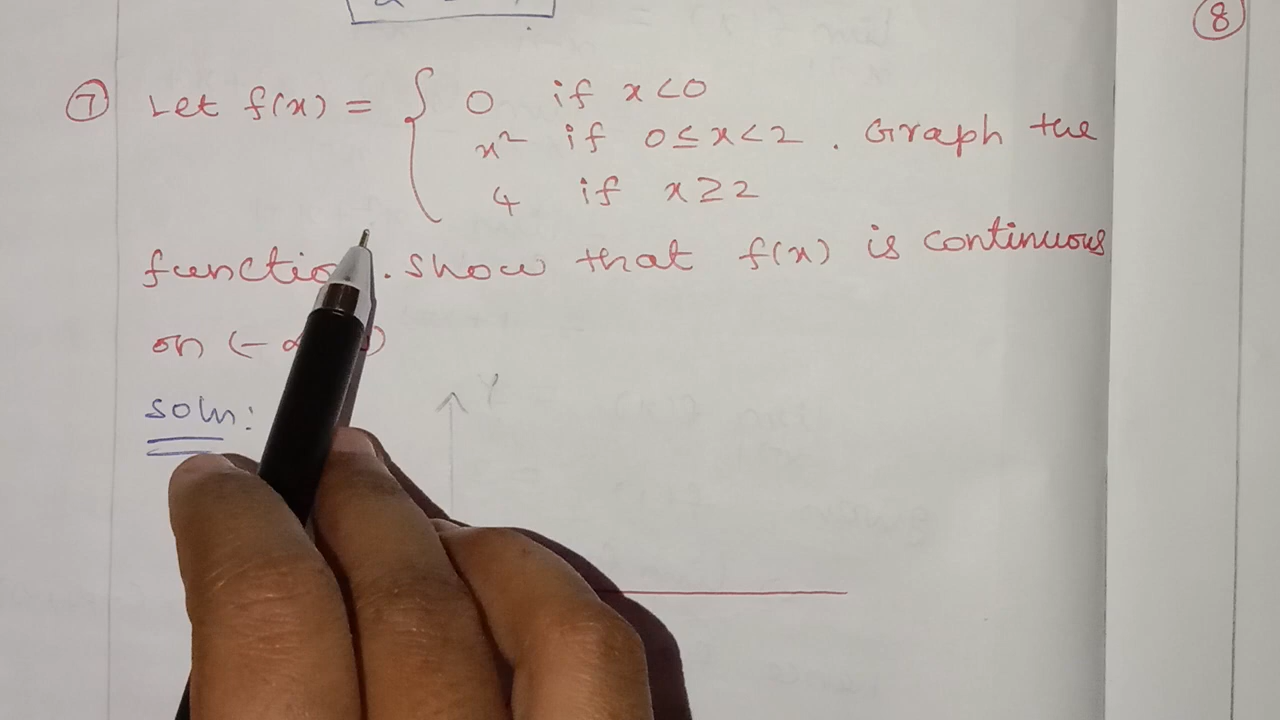 ⑧
⑦ Let f(x) = { 0 if x<0
x² if 0≤x<2 . Graph the
4 if x≥2
function. show that f(x) is continuous
on (-∞
Soln:
Y